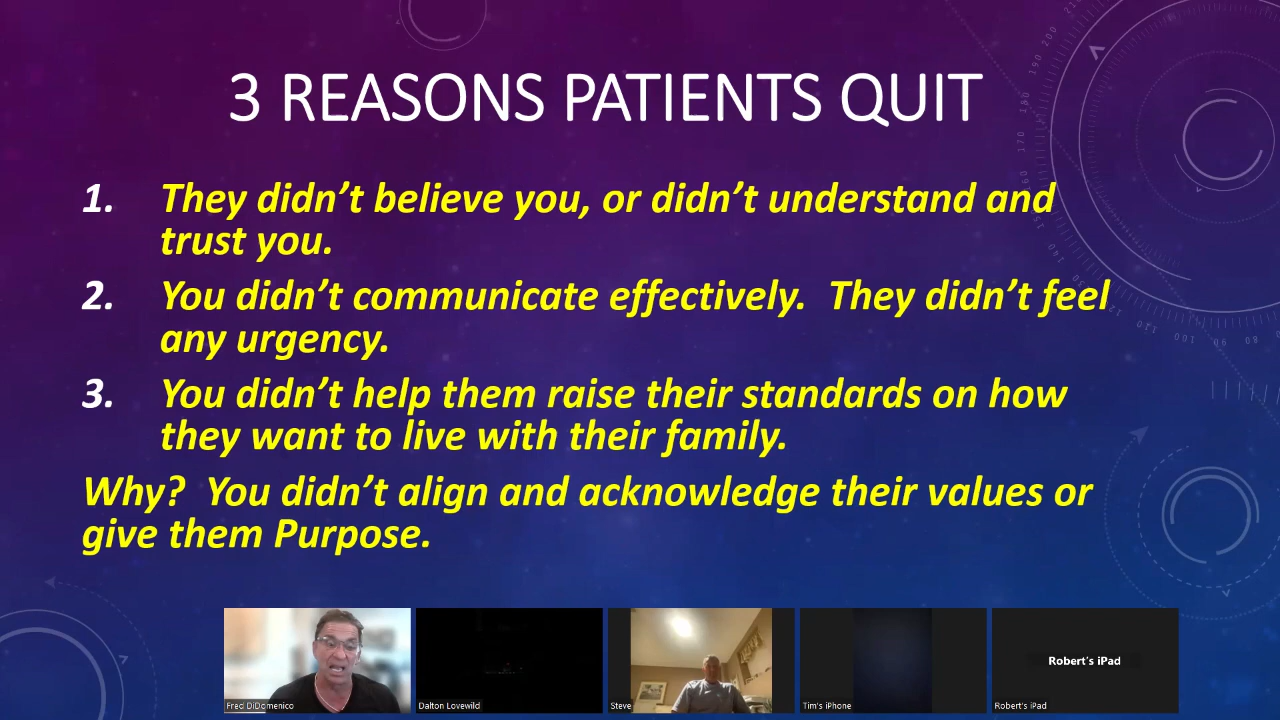 3 REASONS PATIENTS QUIT
1. They didn't believe you, or didn't understand and
trust you.
2. You didn't communicate effectively.  They didn't feel
any urgency.
3. You didn't help them raise their standards on how
they want to live with their family.
Why?  You didn't align and acknowledge their values or
give them Purpose.
Robert's iPad
Fred DiDomenico
Dalton Lovewild
Steve
Tim's iPhone
Robert's iPad